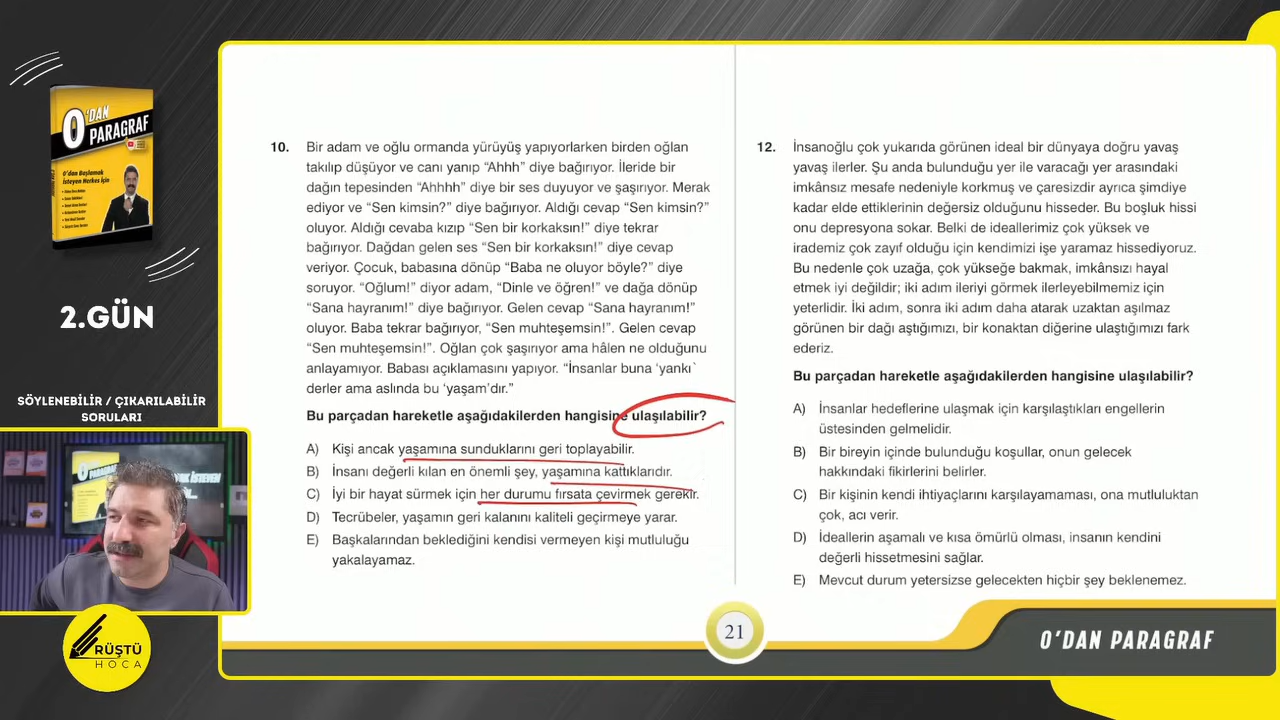 O'DAN
PARAGRAF
O'dan Başlamak
İsteyen Herkes İçin
2.GÜN
SÖYLENEBİLİR / ÇIKARILABİLİR
SORULARI
RÜŞTÜ
HOCA
10. Bir adam ve oğlu ormanda yürüyüş yapıyorlarken birden oğlan
takılıp düşüyor ve canı yanıp “Ahhh” diye bağırıyor. İleride bir
dağın tepesinden “Ahhhh” diye bir ses duyuyor ve şaşırıyor. Merak
ediyor ve “Sen kimsin?” diye bağırıyor. Aldığı cevap “Sen kimsin?”
oluyor. Aldığı cevaba kızıp “Sen bir korkaksın!” diye tekrar
bağırıyor. Dağdan gelen ses “Sen bir korkaksın!” diye cevap
veriyor. Çocuk, babasına dönüp “Baba ne oluyor böyle?” diye
soruyor. “Oğlum!” diyor adam, “Dinle ve öğren!” ve dağa dönüp
“Sana hayranım!” diye bağırıyor. Gelen cevap “Sana hayranım!”
oluyor. Baba tekrar bağırıyor, “Sen muhteşemsin!”. Gelen cevap
“Sen muhteşemsin!”. Oğlan çok şaşırıyor ama hâlen ne olduğunu
anlayamıyor. Babası açıklamasını yapıyor. “İnsanlar buna ‘yankı’
derler ama aslında bu ‘yaşam’dır.”
Bu parçadan hareketle aşağıdakilerden hangisine ulaşılabilir?
A) Kişi ancak yaşamına sunduklarını geri toplayabilir.
B) İnsanı değerli kılan en önemli şey, yaşamına kattıklarıdır.
C) İyi bir hayat sürmek için her durumu fırsata çevirmek gerekir.
D) Tecrübeler, yaşamın geri kalanını kaliteli geçirmeye yarar.
E) Başkalarından beklediğini kendisi vermeyen kişi mutluluğu
yakalayamaz.
12. İnsanoğlu çok yukarıda görünen ideal bir dünyaya doğru yavaş
yavaş ilerler. Şu anda bulunduğu yer ile varacağı yer arasındaki
imkânsız mesafe nedeniyle korkmuş ve çaresizdir ayrıca şimdiye
kadar elde ettiklerinin değersiz olduğunu hisseder. Bu boşluk hissi
onu depresyona sokar. Belki de ideallerimiz çok yüksek ve
irademiz çok zayıf olduğu için kendimizi işe yaramaz hissediyoruz.
Bu nedenle çok uzağa, çok yükseğe bakmak, imkânsızı hayal
etmek iyi değildir; iki adım ileriyi görmek ilerleyebilmemiz için
yeterlidir. İki adım, sonra iki adım daha atarak uzaktan aşılmaz
görünen bir dağı aştığımızı, bir konaktan diğerine ulaştığımızı fark
ederiz.
Bu parçadan hareketle aşağıdakilerden hangisine ulaşılabilir?
A) İnsanlar hedeflerine ulaşmak için karşılaştıkları engellerin
üstesinden gelmelidir.
B) Bir bireyin içinde bulunduğu koşullar, onun gelecek
hakkındaki fikirlerini belirler.
C) Bir kişinin kendi ihtiyaçlarını karşılayamaması, ona mutluluktan
çok, acı verir.
D) İdeallerin aşamalı ve kısa ömürlü olması, insanın kendini
değerli hissetmesini sağlar.
E) Mevcut durum yetersizse gelecekten hiçbir şey beklenemez.
21
O'DAN PARAGRAF